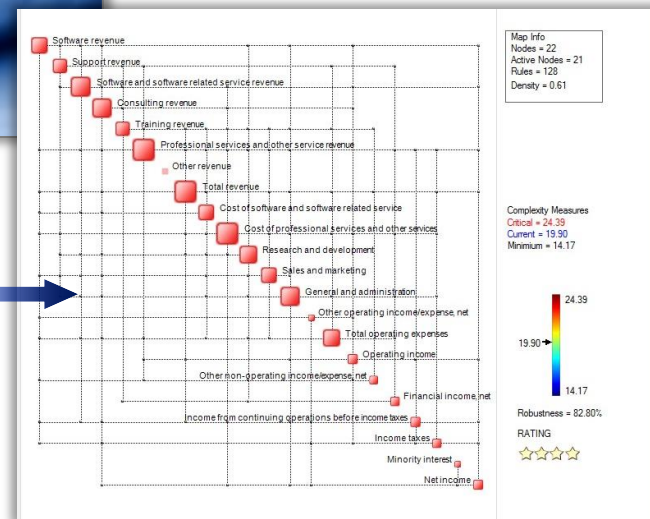 Software revenue
Support revenue
Software and software related service revenue
Consulting revenue
Training revenue
Professional services and other service revenue
Other revenue
Total revenue
Cost of software and software related service
Cost of professional services and other services
Research and development
Sales and marketing
General and administration
Other operating income/expense, net
Total operating expenses
Operating income
Other non-operating income/expense, net
Financial income, net
Income from continuing operations before income taxes
Income taxes
Minority interest
Net income
Map Info
Nodes = 22
Active Nodes = 21
Rules = 128
Density = 0.61
Complexity Measures
Critical = 24.39
Current = 19.90
Minimum = 14.17
24.39
19.90
14.17
Robustness = 82.80%
RATING